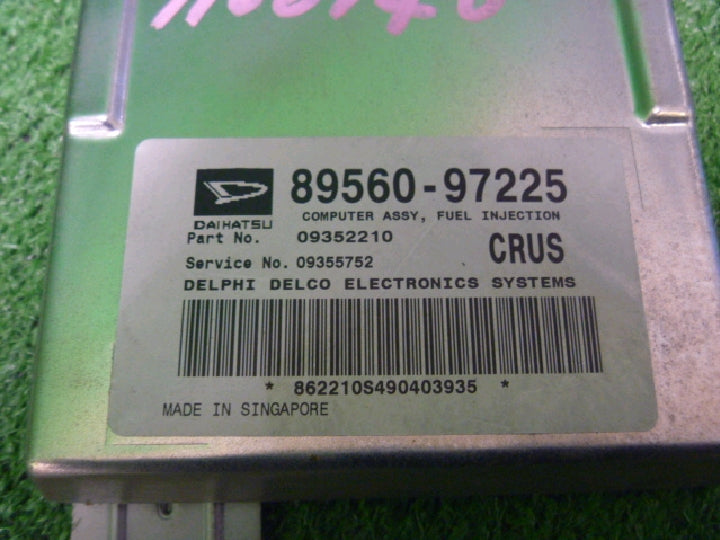 89560-97225
DAIHATSU
COMPUTER ASSY, FUEL INJECTION
Part No. 09352210
CRUS
Service No. 09355752
DELPHI DELCO ELECTRONICS SYSTEMS
* 862210S490403935 *
MADE IN SINGAPORE